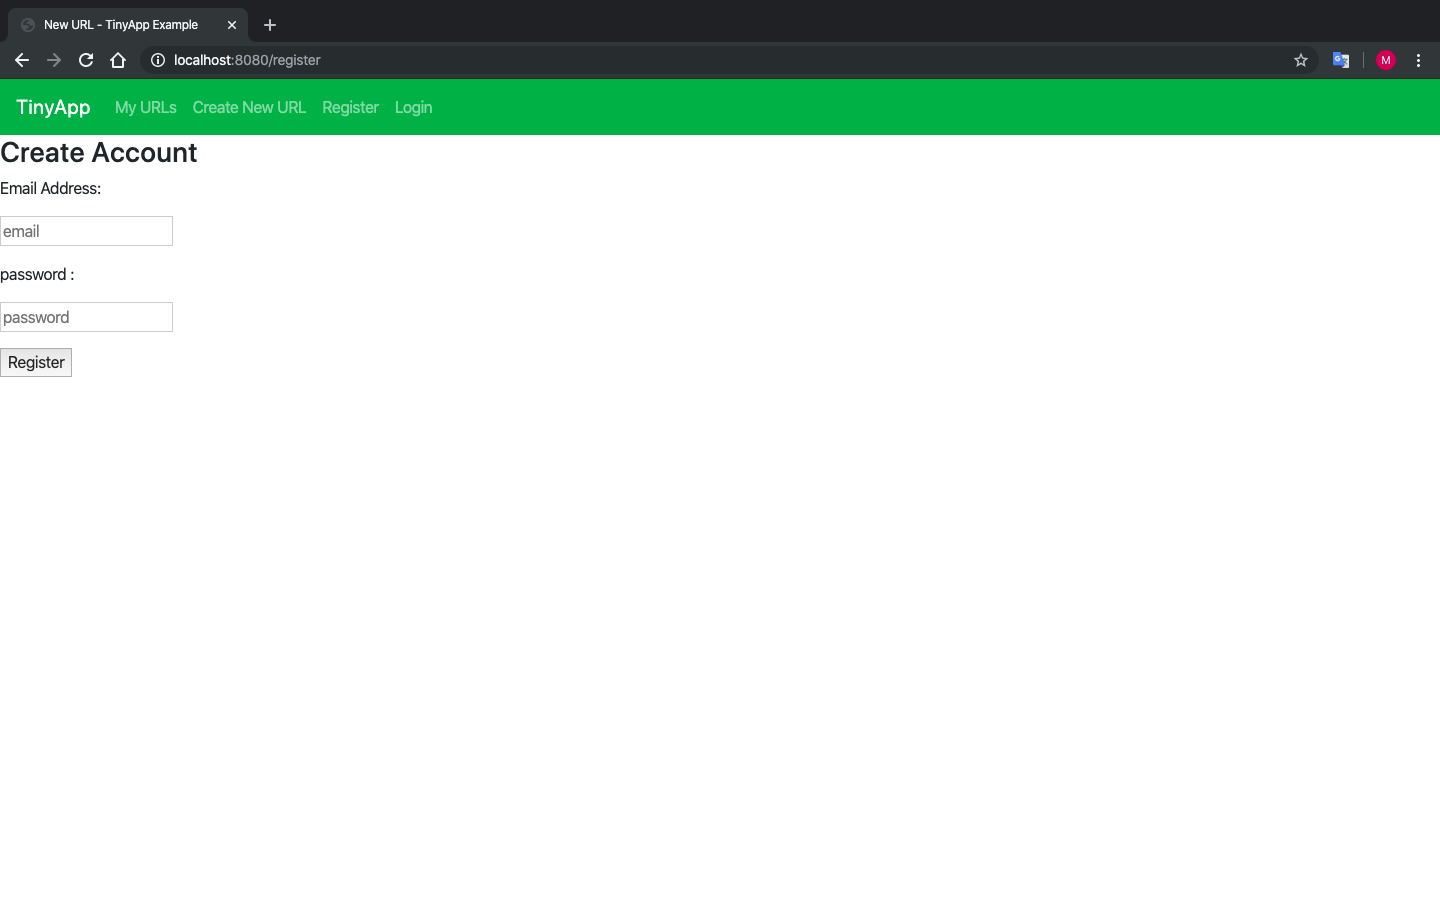 New URL - TinyApp Example
localhost:8080/register
M
TinyApp My URLs Create New URL Register Login
Create Account
Email Address:
email
password :
password
Register